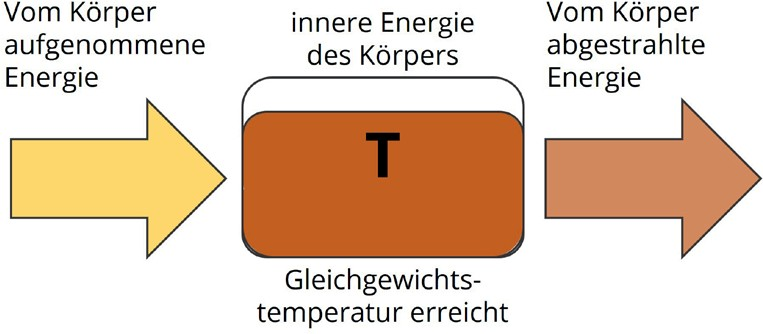 Vom Körper
aufgenommene
Energie
innere Energie
des Körpers
Vom Körper
abgestrahlte
Energie
T
Gleichgewichts-
temperatur erreicht